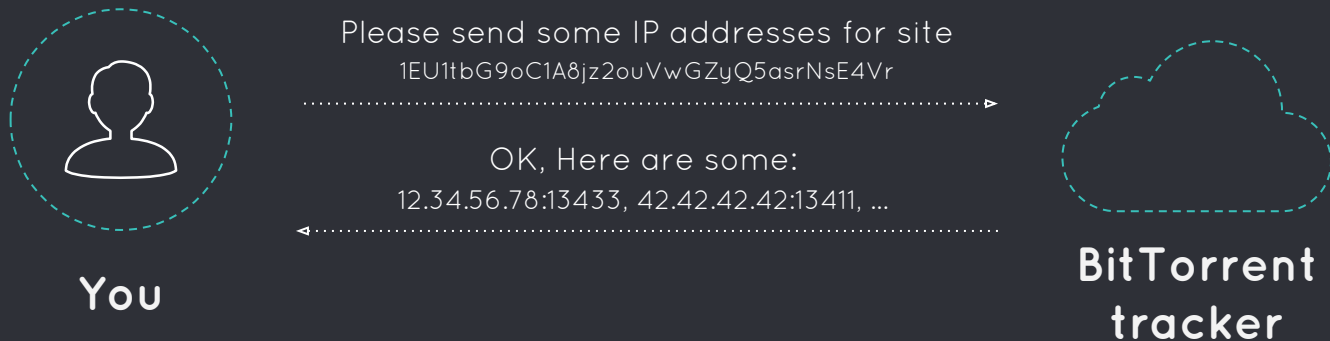 Please send some IP addresses for site
1EU1tbG9oC1A8jz2ouVwGZyQ5asrNsE4Vr
OK, Here are some:
12.34.56.78:13433, 42.42.42.42:13411, ...
You
BitTorrent
tracker